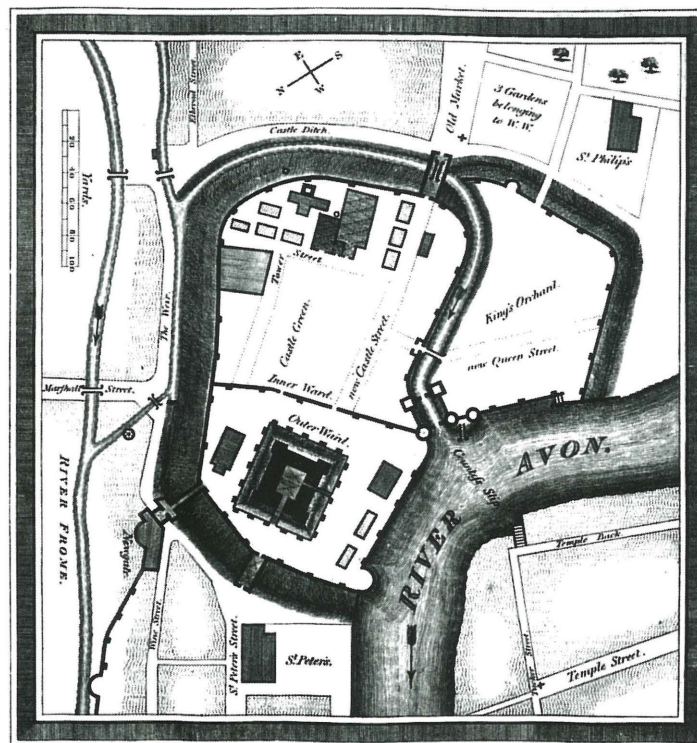 E
S
N
W
Old Market.
3 Gardens
belonging
to W.W.
St. Philip's
Castle Ditch.
20
40
60
80
100
Yards.
The Weir.
Tower
Street.
Castle Green.
new Castle Street.
King's Orchard.
new Queen Street.
Inner Ward.
Outer Ward.
Marshall Street.
RIVER FROME.
Newgate.
Wine Street.
St. Peter's Street.
St. Peter's.
RIVER AVON.
Temple Back.
Temple Street.
Street.